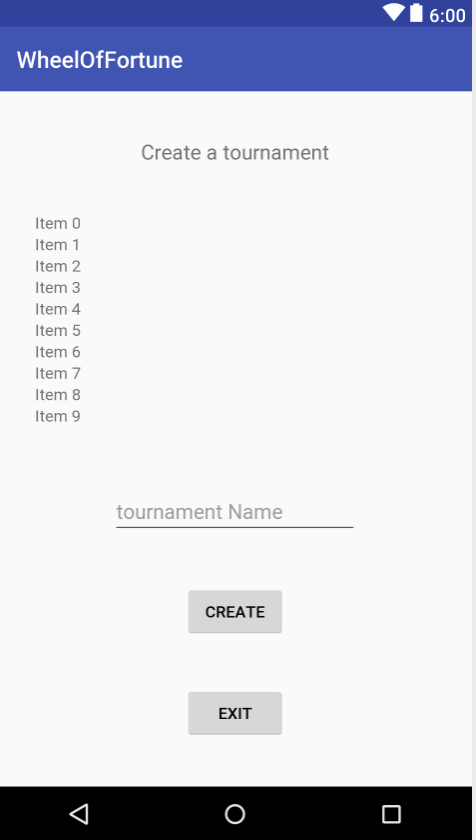 6:00
WheelOfFortune
Create a tournament
Item 0
Item 1
Item 2
Item 3
Item 4
Item 5
Item 6
Item 7
Item 8
Item 9
tournament Name
CREATE
EXIT